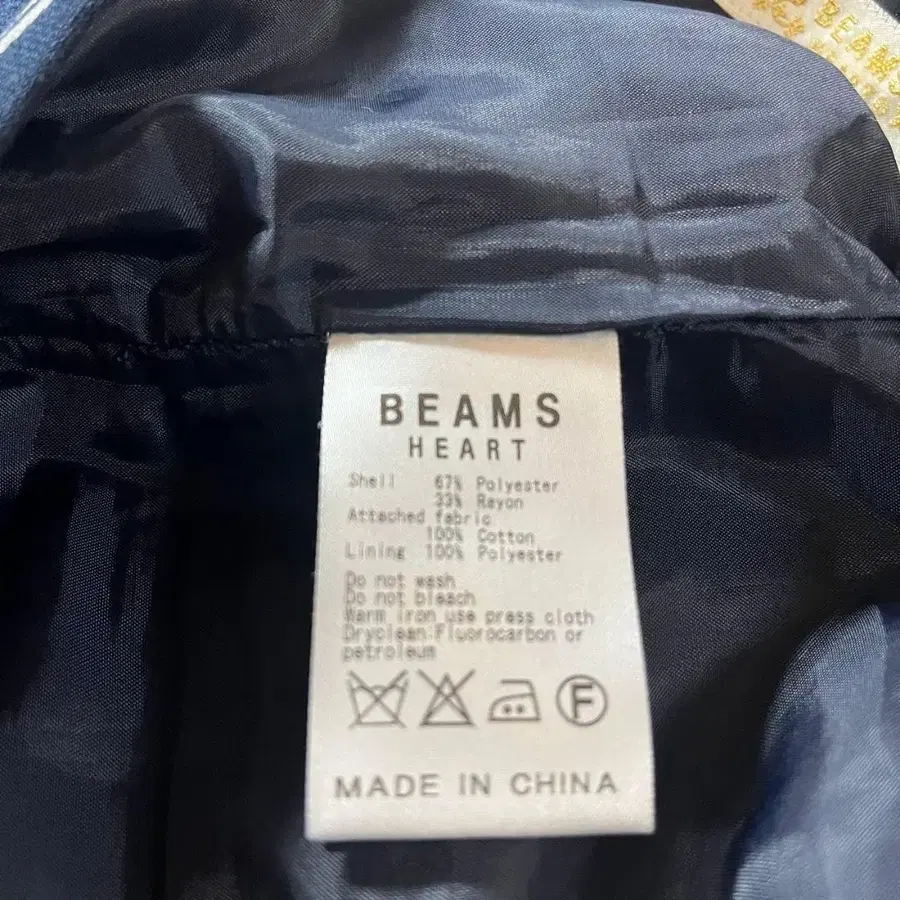 BEAMS
BEAMS
HEART
Shell 67% Polyester
33% Rayon
Attached fabric
100% Cotton
Lining 100% Polyester
Do not wash
Do not bleach
Warm iron use press cloth
Dryclean:Fluorocarbon or
petroleum
F
MADE IN CHINA